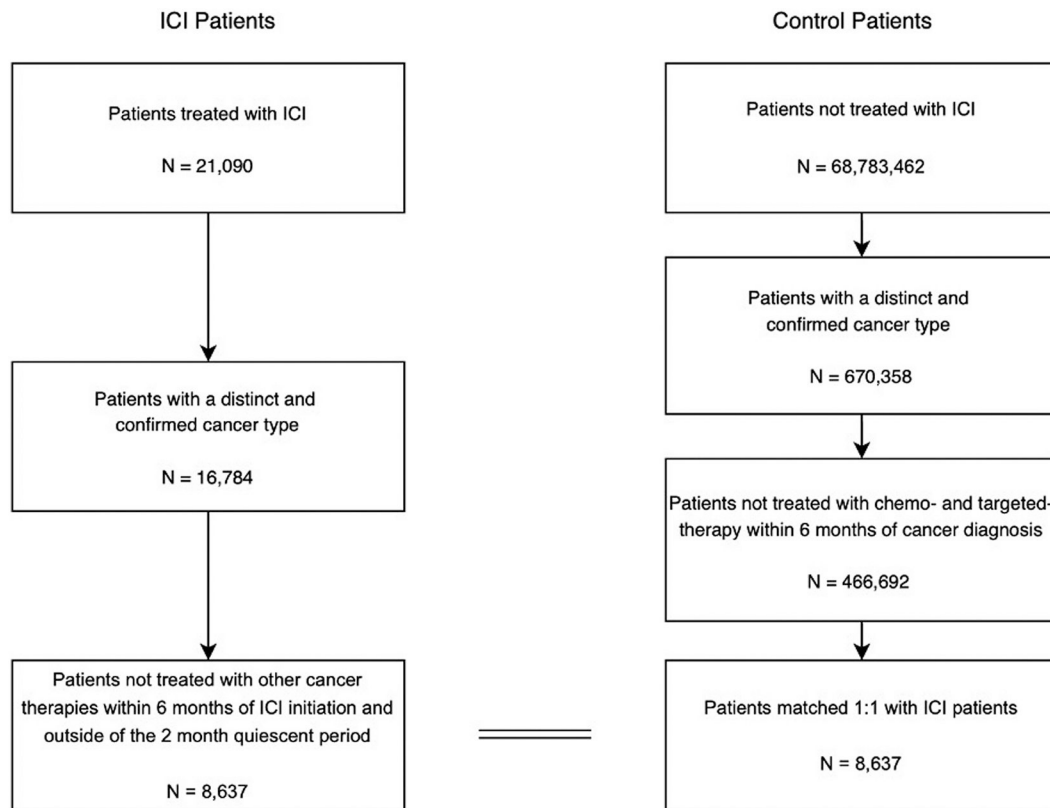 ICI Patients
Control Patients
Patients treated with ICI
N = 21,090
Patients not treated with ICI
N = 68,783,462
Patients with a distinct and
confirmed cancer type
N = 670,358
Patients with a distinct and
confirmed cancer type
N = 16,784
Patients not treated with chemo- and targeted-
therapy within 6 months of cancer diagnosis
N = 466,692
Patients not treated with other cancer
therapies within 6 months of ICI initiation and
outside of the 2 month quiescent period
N = 8,637
Patients matched 1:1 with ICI patients
N = 8,637